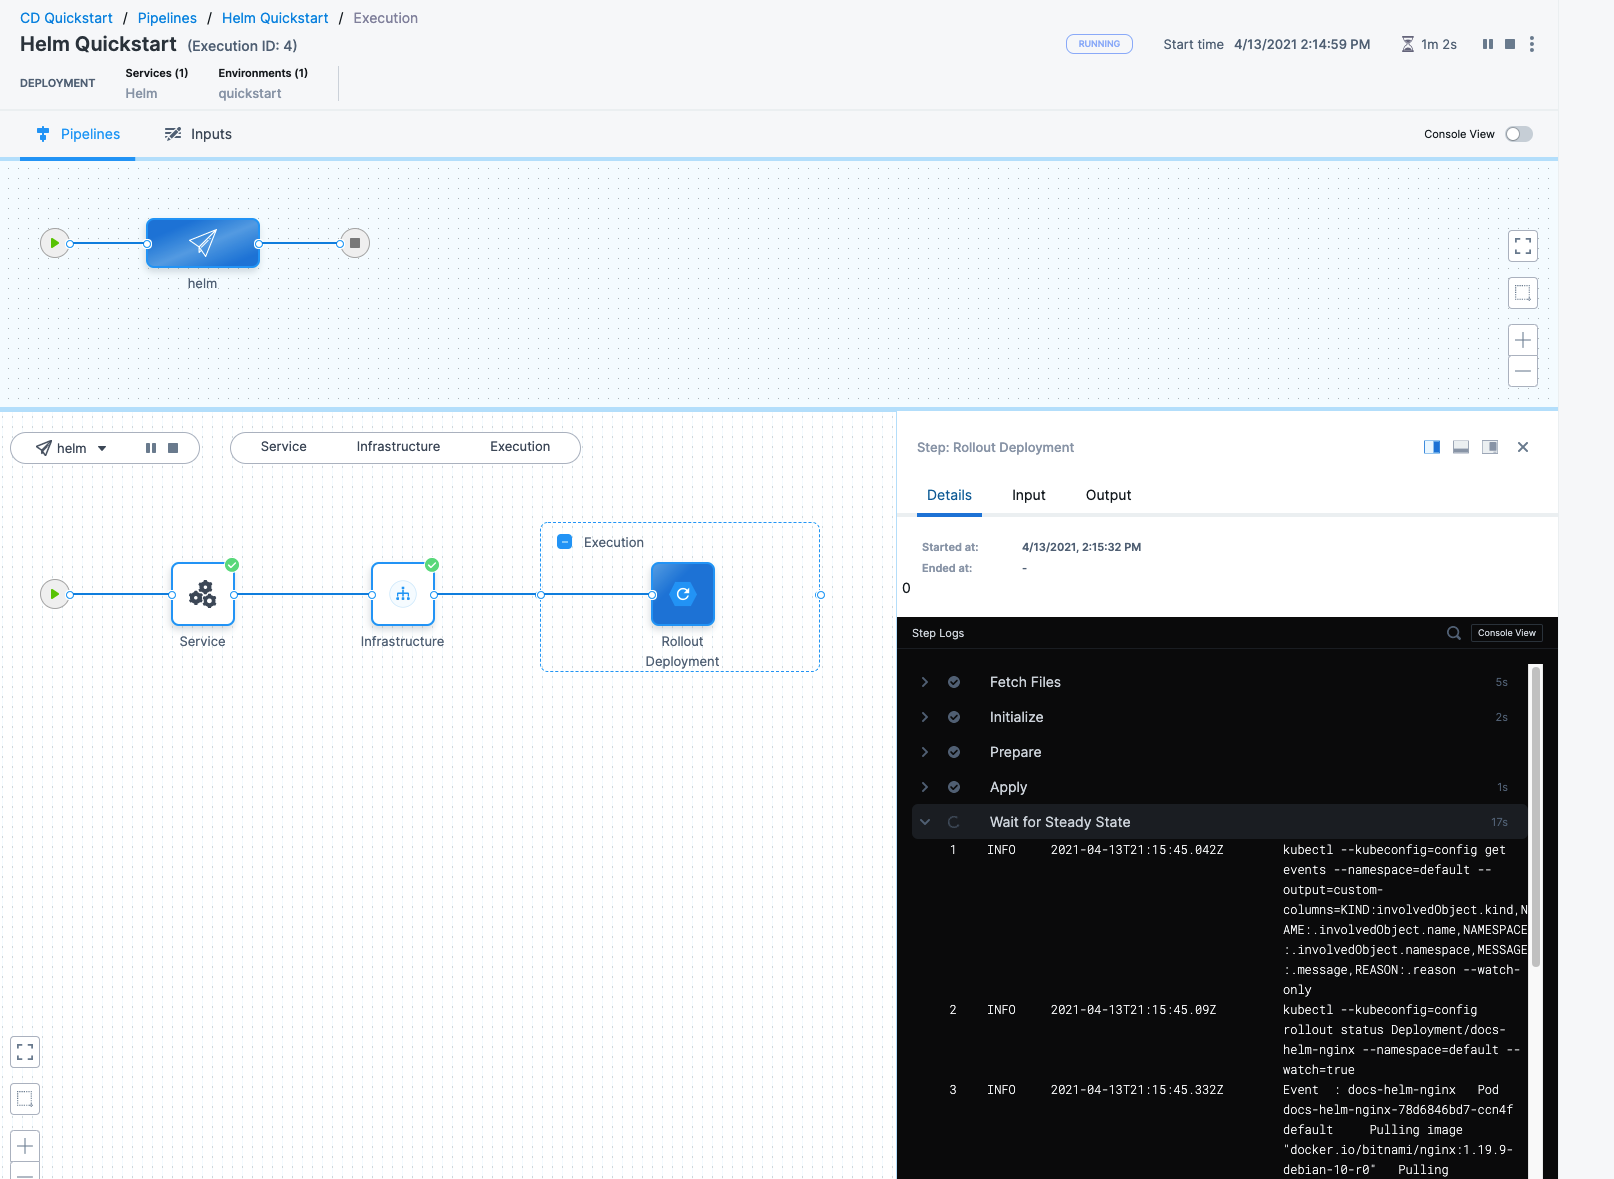 CD Quickstart / Pipelines / Helm Quickstart / Execution
Helm Quickstart (Execution ID: 4)
RUNNING Start time 4/13/2021 2:14:59 PM 1m 2s
DEPLOYMENT Services (1) Environments (1)
Helm quickstart
Pipelines Inputs Console View
helm
helm Service Infrastructure Execution
Execution
Service Infrastructure Rollout
Deployment
Step: Rollout Deployment
Details Input Output
Started at: 4/13/2021, 2:15:32 PM
Ended at: -
0
Step Logs Console View
Fetch Files 5s
Initialize 2s
Prepare
Apply 1s
Wait for Steady State 17s
1 INFO 2021-04-13T21:15:45.042Z kubectl --kubeconfig=config get
events --namespace=default --
output=custom-
columns=KIND:involvedObject.kind,N
AME:.involvedObject.name,NAMESPACE
:.involvedObject.namespace,MESSAGE
:.message,REASON:.reason --watch-
only
2 INFO 2021-04-13T21:15:45.09Z kubectl --kubeconfig=config
rollout status Deployment/docs-
helm-nginx --namespace=default --
watch=true
3 INFO 2021-04-13T21:15:45.332Z Event : docs-helm-nginx Pod
docs-helm-nginx-78d6846bd7-ccn4f
default Pulling image
"docker.io/bitnami/nginx:1.19.9-
debian-10-r0" Pulling